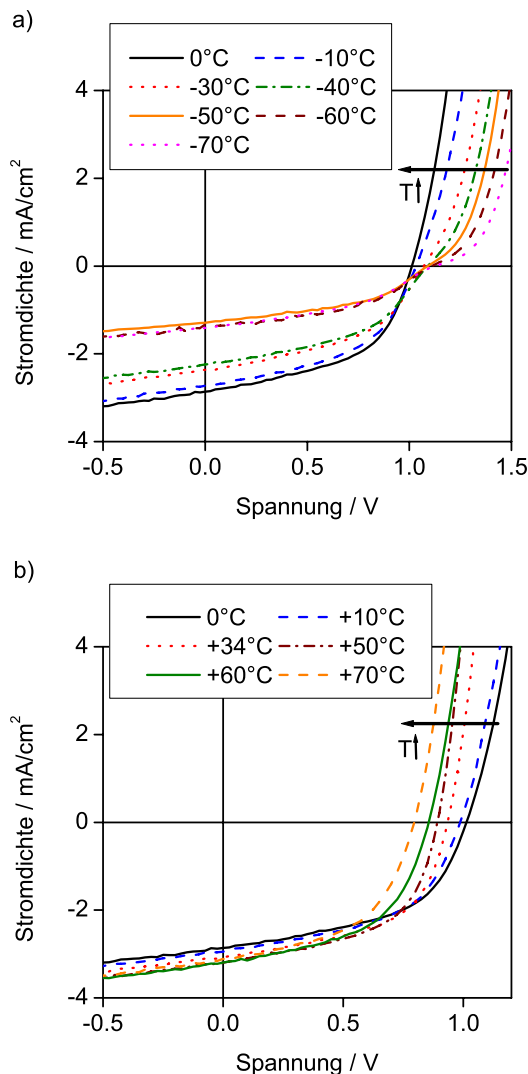 a)
0°C -10°C
-30°C -40°C
-50°C -60°C
-70°C
4
2
0
-2
-4
T
-0.5 0.0 0.5 1.0 1.5
Stromdichte / mA/cm²
Spannung / V
b)
0°C +10°C
+34°C +50°C
+60°C +70°C
4
2
0
-2
-4
T
-0.5 0.0 0.5 1.0
Stromdichte / mA/cm²
Spannung / V